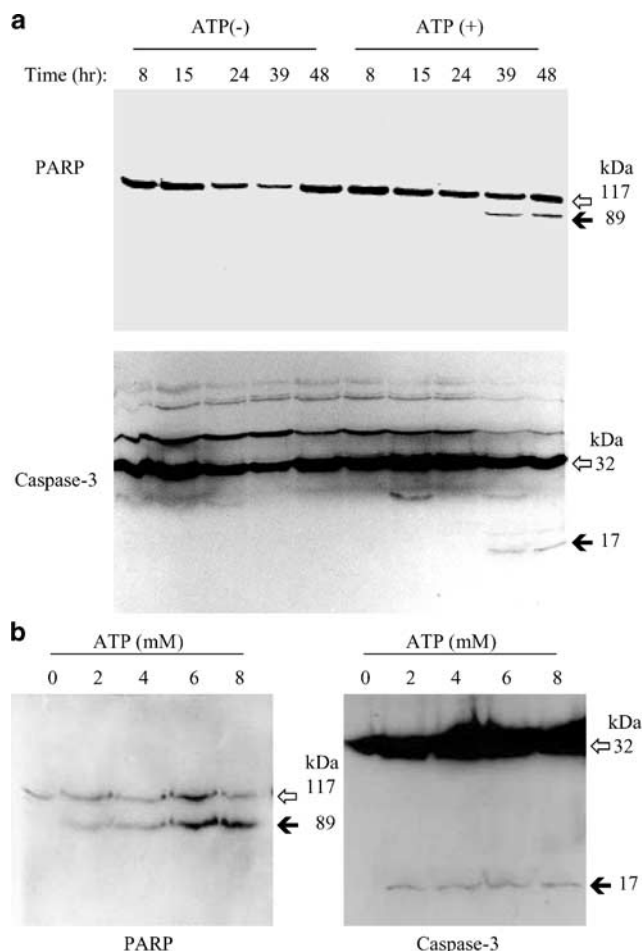 a
ATP(-) ATP (+)
Time (hr): 8 15 24 39 48 8 15 24 39 48
kDa
PARP
117
89
kDa
32
Caspase-3
17
b
ATP (mM) ATP (mM)
0 2 4 6 8 0 2 4 6 8
kDa kDa
117 32
89
17
PARP Caspase-3